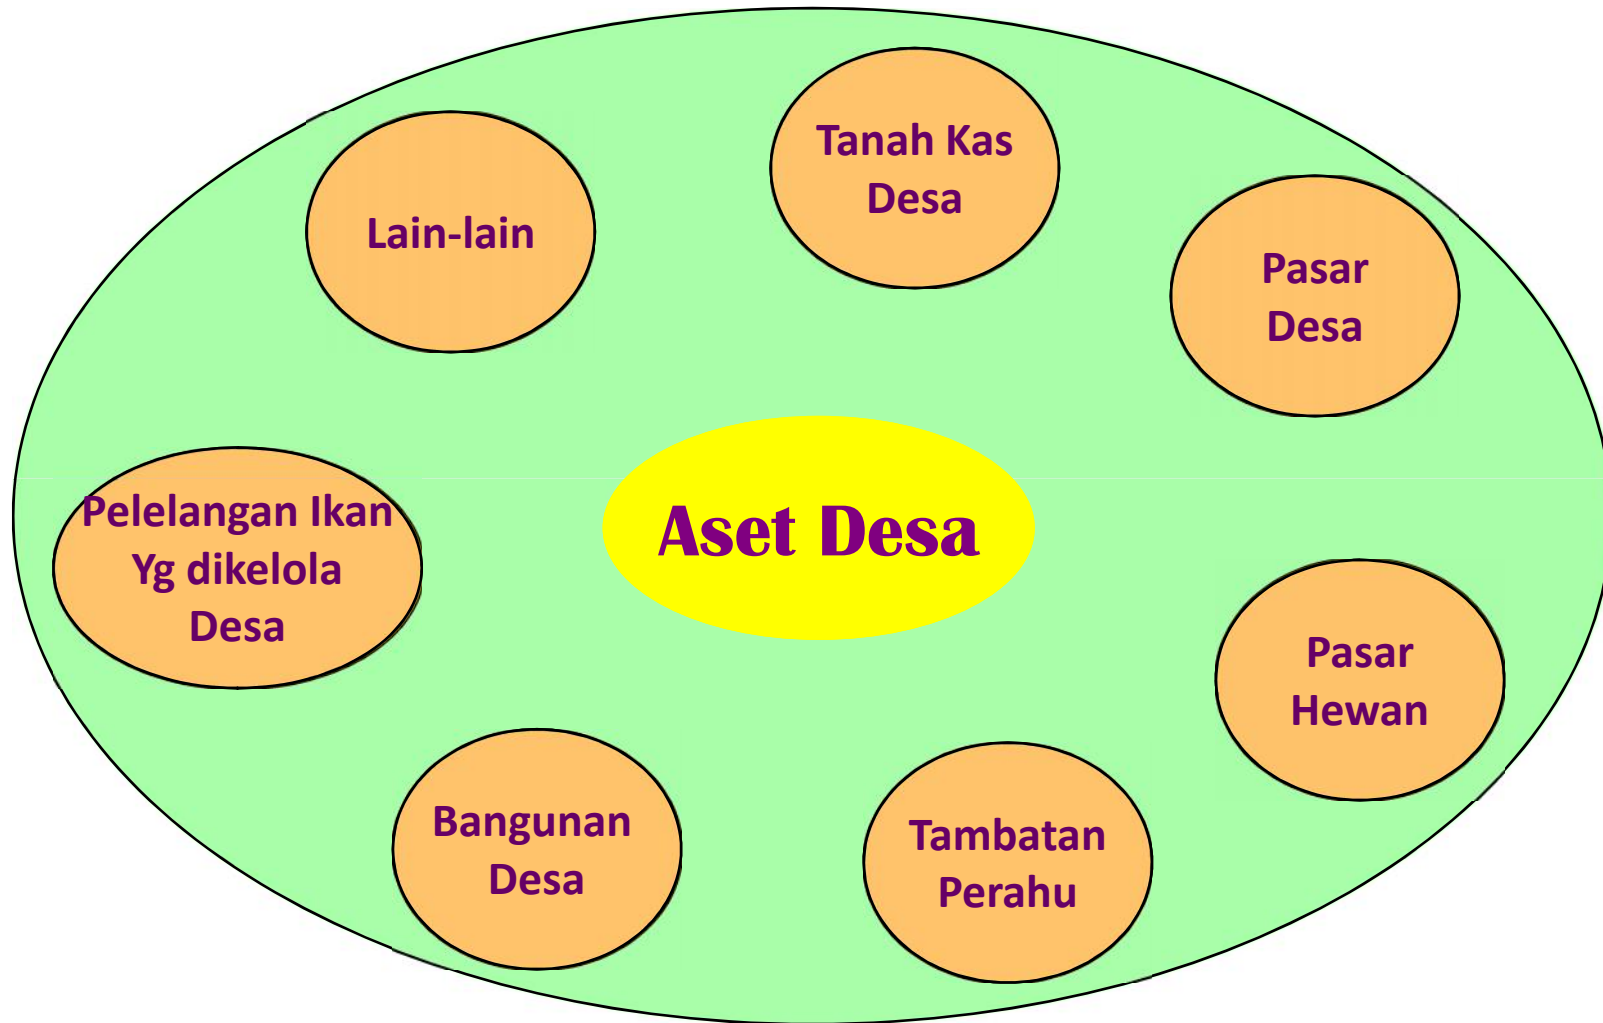 Tanah Kas
Desa
Lain-lain
Pasar
Desa
Pelelangan Ikan
Yg dikelola
Desa
Aset Desa
Pasar
Hewan
Bangunan
Desa
Tambatan
Perahu